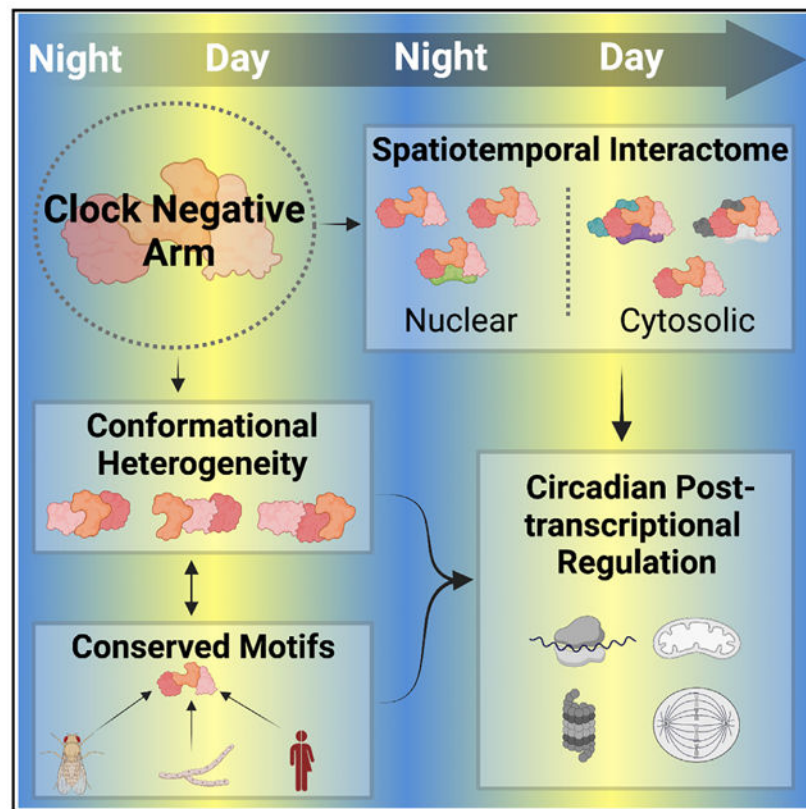 Night Day Night Day
Clock Negative
Arm
Spatiotemporal Interactome
Nuclear Cytosolic
Conformational
Heterogeneity
Conserved Motifs
Circadian Post-
transcriptional
Regulation